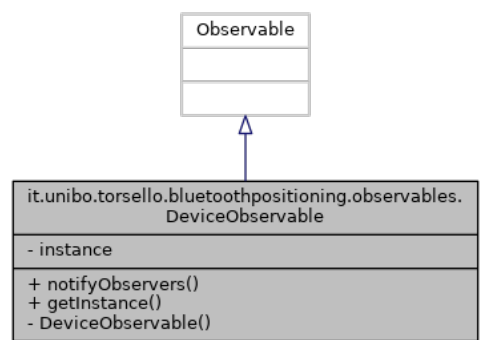 Observable
it.unibo.torsello.bluetoothpositioning.observables.
DeviceObservable
- instance
+ notifyObservers()
+ getInstance()
- DeviceObservable()